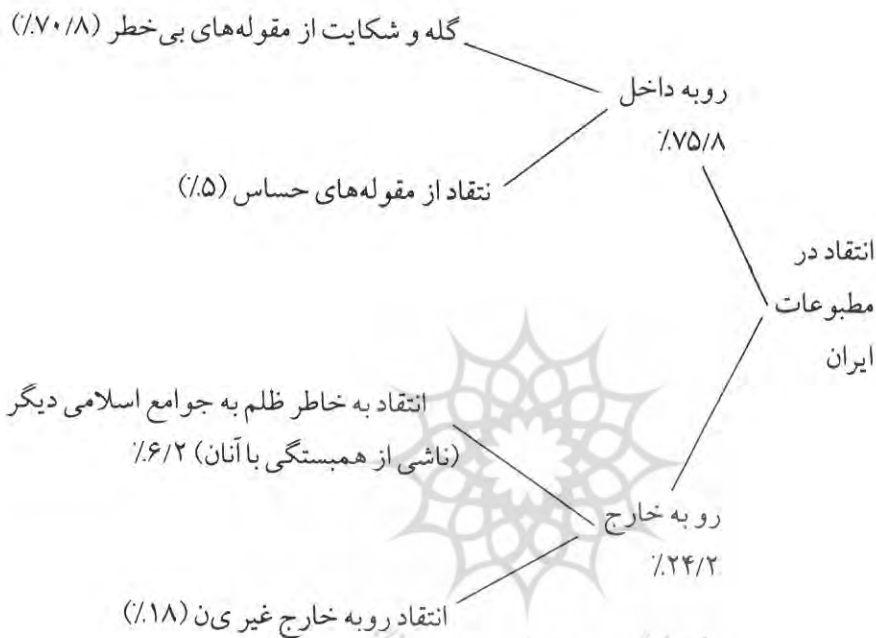 گله و شکایت از مقوله‌های بی‌خطر (٪۷۰/۸)
روبه داخل
٪۷۵/۸
نتقاد از مقوله‌های حساس (٪۵)
انتقاد در
مطبوعات
ایران
انتقاد به خاطر ظلم به جوامع اسلامی دیگر
(ناشی از همبستگی با آنان) ٪۶/۲
رو به خارج
٪۲۴/۲
انتقاد روبه خارج غیر ی‌ن (٪۱۸)